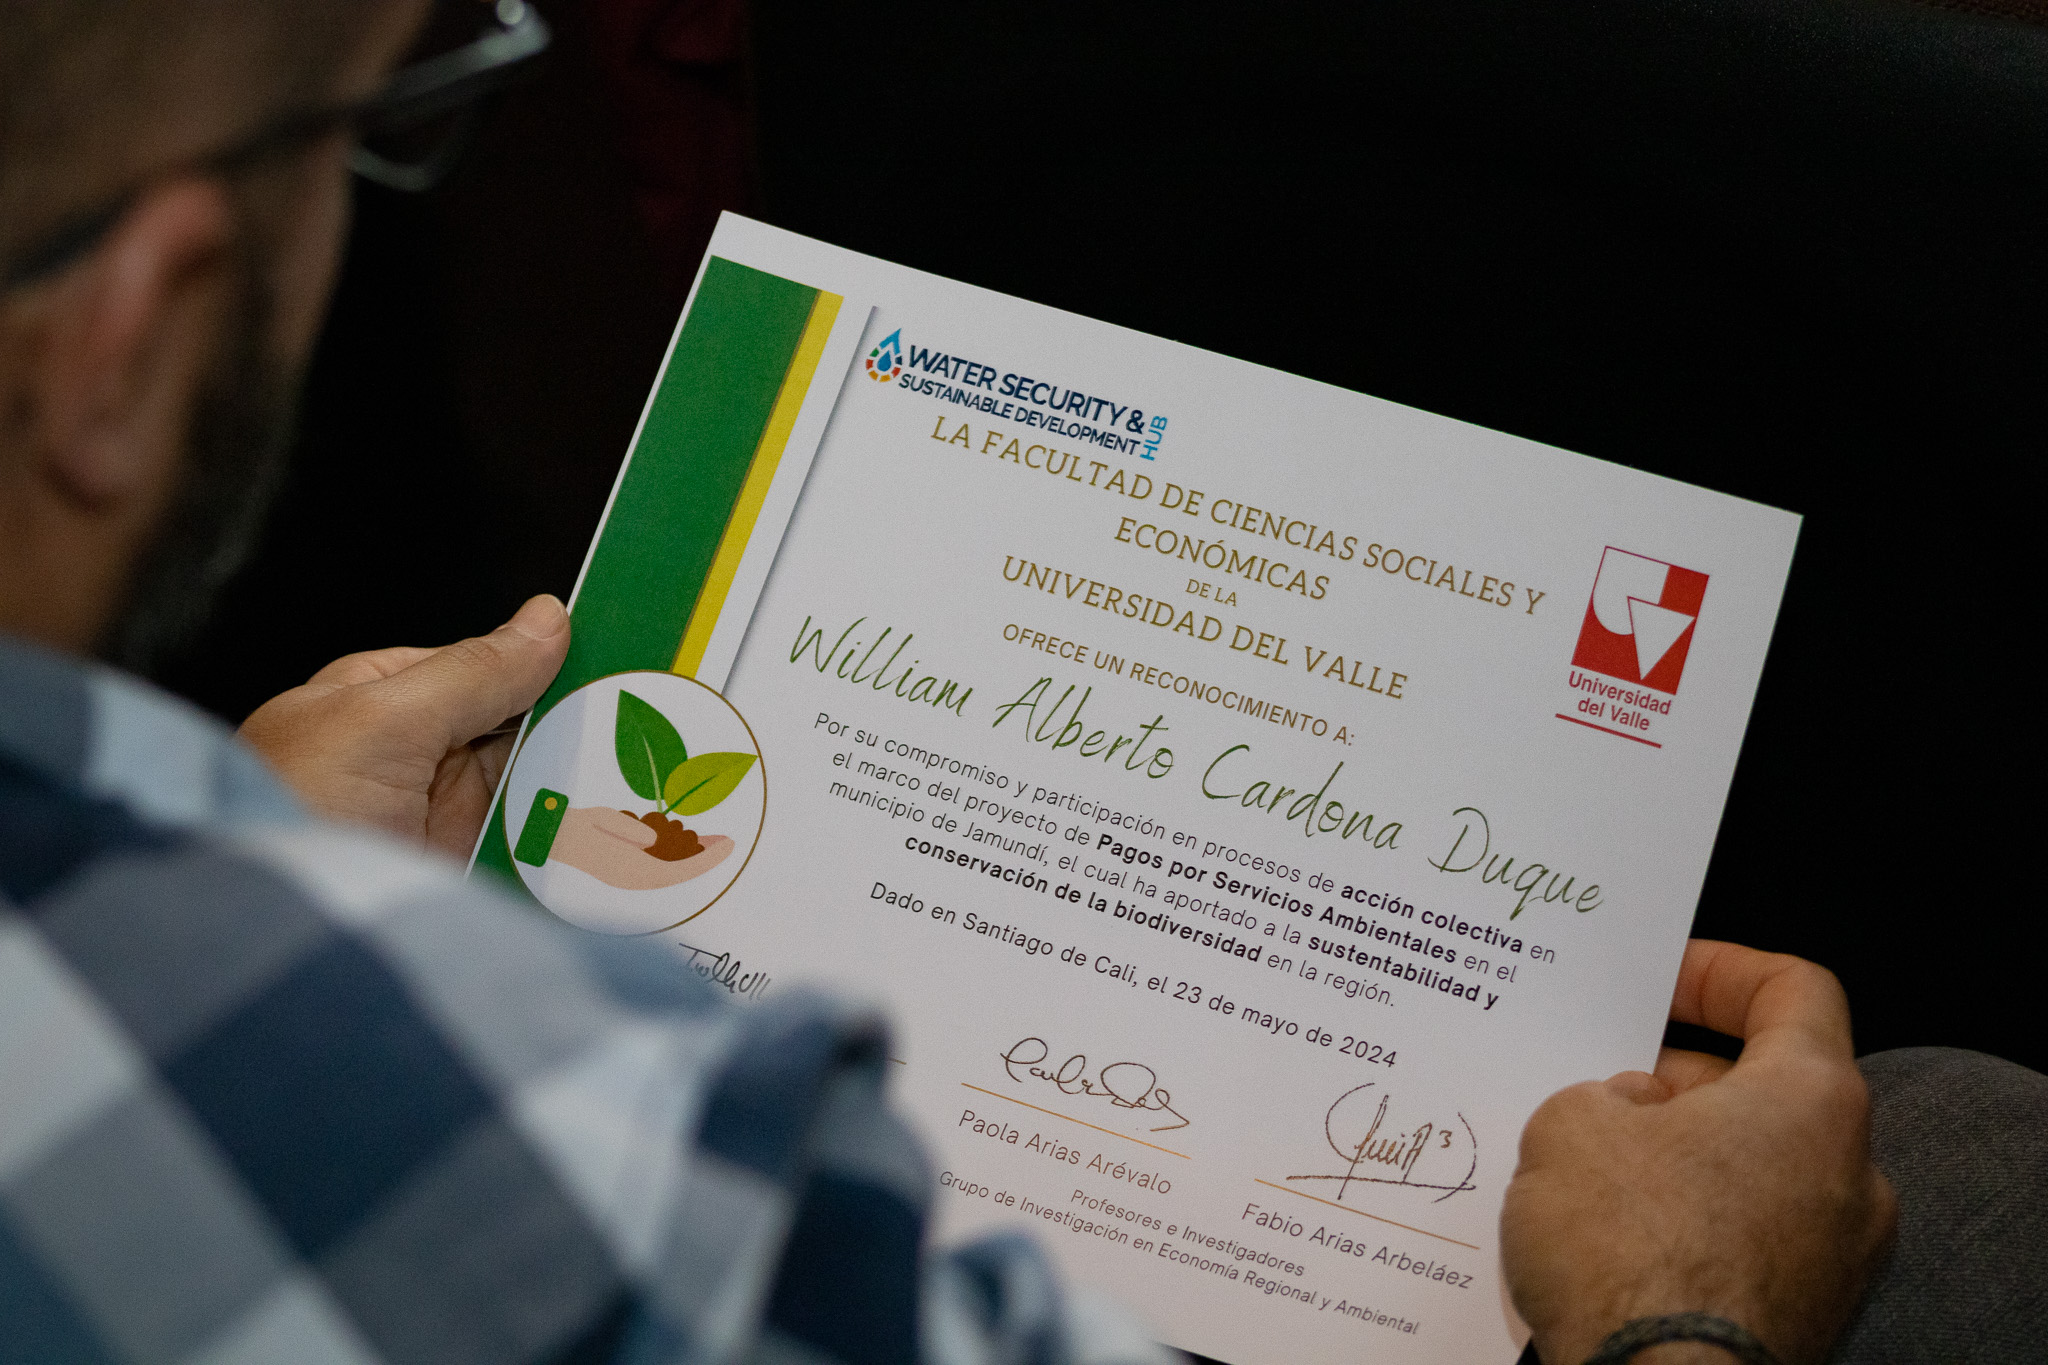 WATER SECURITY &
SUSTAINABLE DEVELOPMENT
HUB
LA FACULTAD DE CIENCIAS SOCIALES Y
ECONÓMICAS
DE LA
UNIVERSIDAD DEL VALLE
OFRECE UN RECONOCIMIENTO A:
Universidad
del Valle
William Alberto Cardona Duque
Por su compromiso y participación en procesos de acción colectiva en
el marco del proyecto de Pagos por Servicios Ambientales en el
municipio de Jamundí, el cual ha aportado a la sustentabilidad y
conservación de la biodiversidad en la región.
Dado en Santiago de Cali, el 23 de mayo de 2024
Paola Arias Arévalo
Fabio Arias Arbeláez
Profesores e Investigadores
Grupo de Investigación en Economía Regional y Ambiental